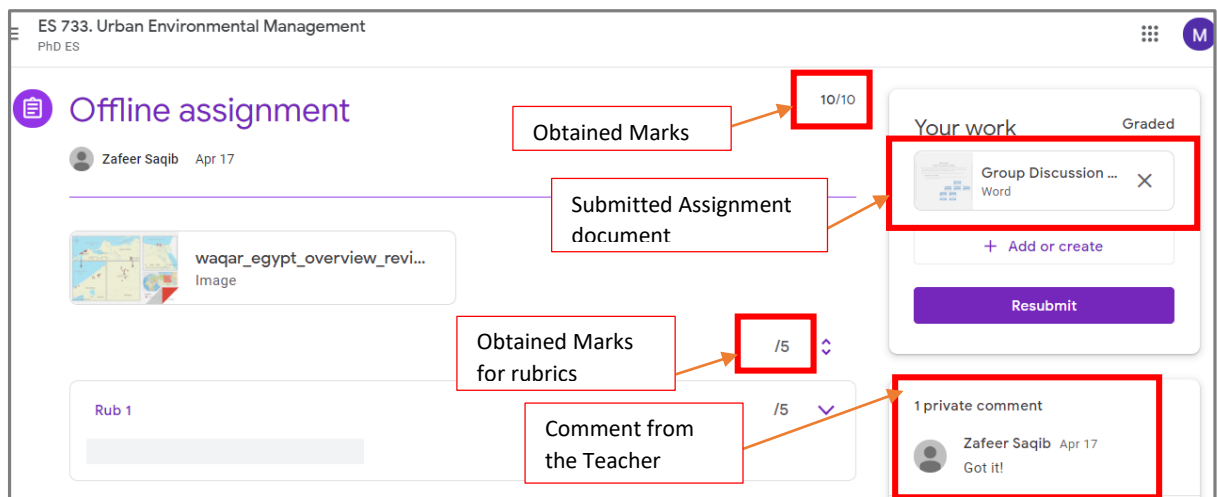 ES 733. Urban Environmental Management
PhD ES
M
Offline assignment
10/10
Obtained Marks
Your work
Graded
Zafeer Saqib Apr 17
Group Discussion ...
Word
Submitted Assignment
document
+ Add or create
waqar_egypt_overview_revi...
Image
Resubmit
Obtained Marks
for rubrics
/5
Rub 1
/5
1 private comment
Comment from
the Teacher
Zafeer Saqib Apr 17
Got it!